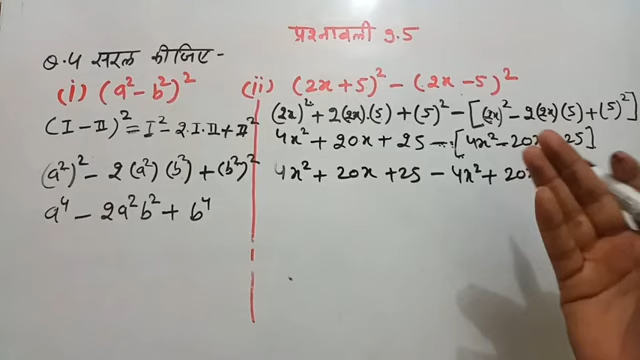 प्रश्नावली 9.5
Q.4 सरल कीजिए -
(i) (a² - b²)²
(I - II)² = I² - 2.I.II + II²
(a²)² - 2(a²)(b²) + (b²)²
a⁴ - 2a²b² + b⁴
(ii) (2x + 5)² - (2x - 5)²
(2x)² + 2(2x).(5) + (5)² - [(2x)² - 2(2x)(5) + (5)²]
4x² + 20x + 25 - [4x² - 20x 25]
4x² + 20x + 25 - 4x² + 20x